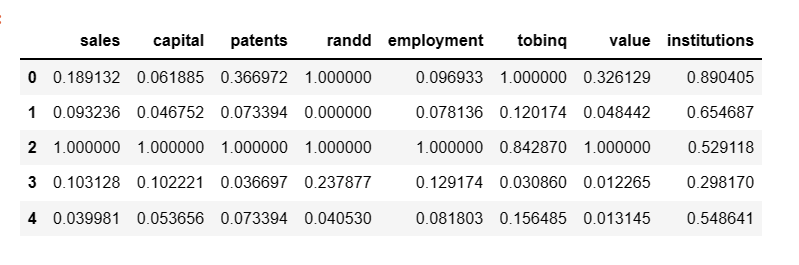 sales capital patents randd employment tobinq value institutions
0 0.189132 0.061885 0.366972 1.000000 0.096933 1.000000 0.326129 0.890405
1 0.093236 0.046752 0.073394 0.000000 0.078136 0.120174 0.048442 0.654687
2 1.000000 1.000000 1.000000 1.000000 1.000000 0.842870 1.000000 0.529118
3 0.103128 0.102221 0.036697 0.237877 0.129174 0.030860 0.012265 0.298170
4 0.039981 0.053656 0.073394 0.040530 0.081803 0.156485 0.013145 0.548641